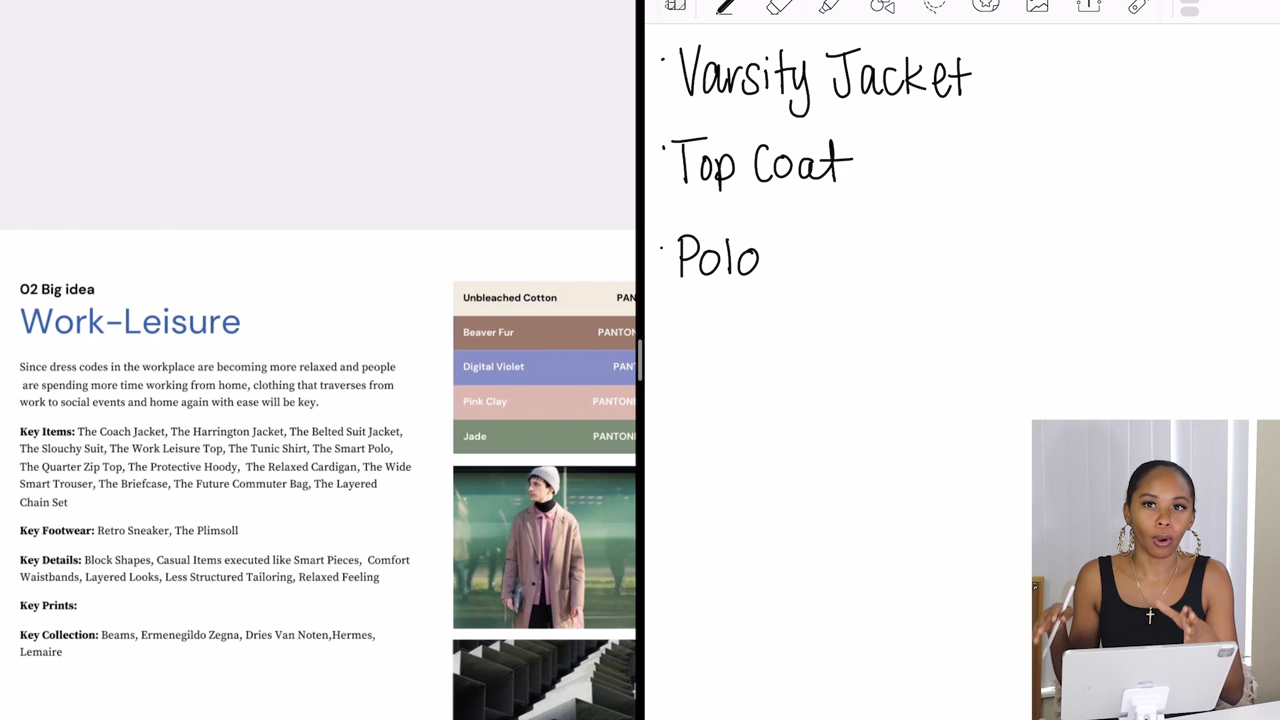 02 Big idea
Work-Leisure
Since dress codes in the workplace are becoming more relaxed and people
are spending more time working from home, clothing that traverses from
work to social events and home again with ease will be key.
Key Items: The Coach Jacket, The Harrington Jacket, The Belted Suit Jacket,
The Slouchy Suit, The Work Leisure Top, The Tunic Shirt, The Smart Polo,
The Quarter Zip Top, The Protective Hoody, The Relaxed Cardigan, The Wide
Smart Trouser, The Briefcase, The Future Commuter Bag, The Layered
Chain Set
Key Footwear: Retro Sneaker, The Plimsoll
Key Details: Block Shapes, Casual Items executed like Smart Pieces, Comfort
Waistbands, Layered Looks, Less Structured Tailoring, Relaxed Feeling
Key Prints:
Key Collection: Beams, Ermenegildo Zegna, Dries Van Noten,Hermes,
Lemaire
Unbleached Cotton PAN
Beaver Fur PANTON
Digital Violet PAN
Pink Clay PANTON
Jade PANTON
· Varsity Jacket
· Top Coat
· Polo